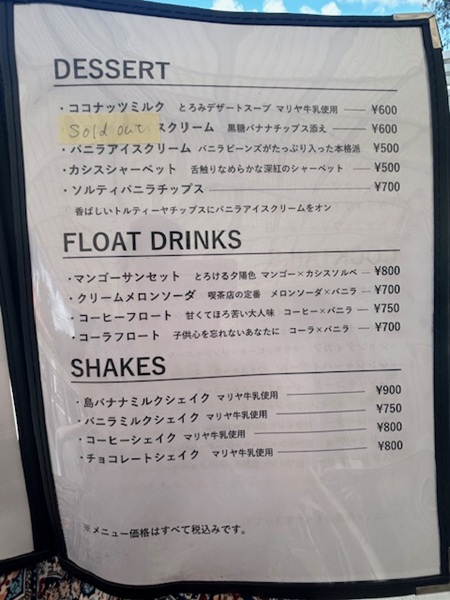 DESSERT
・ココナッツミルク とろみデザートスープ マリヤ牛乳使用 ¥600
Sold out スクリーム 黒糖バナナチップス添え ¥600
・バニラアイスクリーム バニラビーンズがたっぷり入った本格派 ¥500
・カシスシャーベット 舌触りなめらかな深紅のシャーベット ¥500
・ソルティバニラチップス ¥700
香ばしいトルティーヤチップスにバニラアイスクリームをオン
FLOAT DRINKS
・マンゴーサンセット とろける夕陽色 マンゴー×カシスソルベ ¥800
・クリームメロンソーダ 喫茶店の定番 メロンソーダ×バニラ ¥700
・コーヒーフロート 甘くてほろ苦い大人味 コーヒー×バニラ ¥750
・コーラフロート 子供心を忘れないあなたに コーラ×バニラ ¥700
SHAKES
・島バナナミルクシェイク マリヤ牛乳使用 ¥900
・バニラミルクシェイク マリヤ牛乳使用 ¥750
・コーヒーシェイク マリヤ牛乳使用 ¥800
・チョコレートシェイク マリヤ牛乳使用 ¥800
※メニュー価格はすべて税込みです。